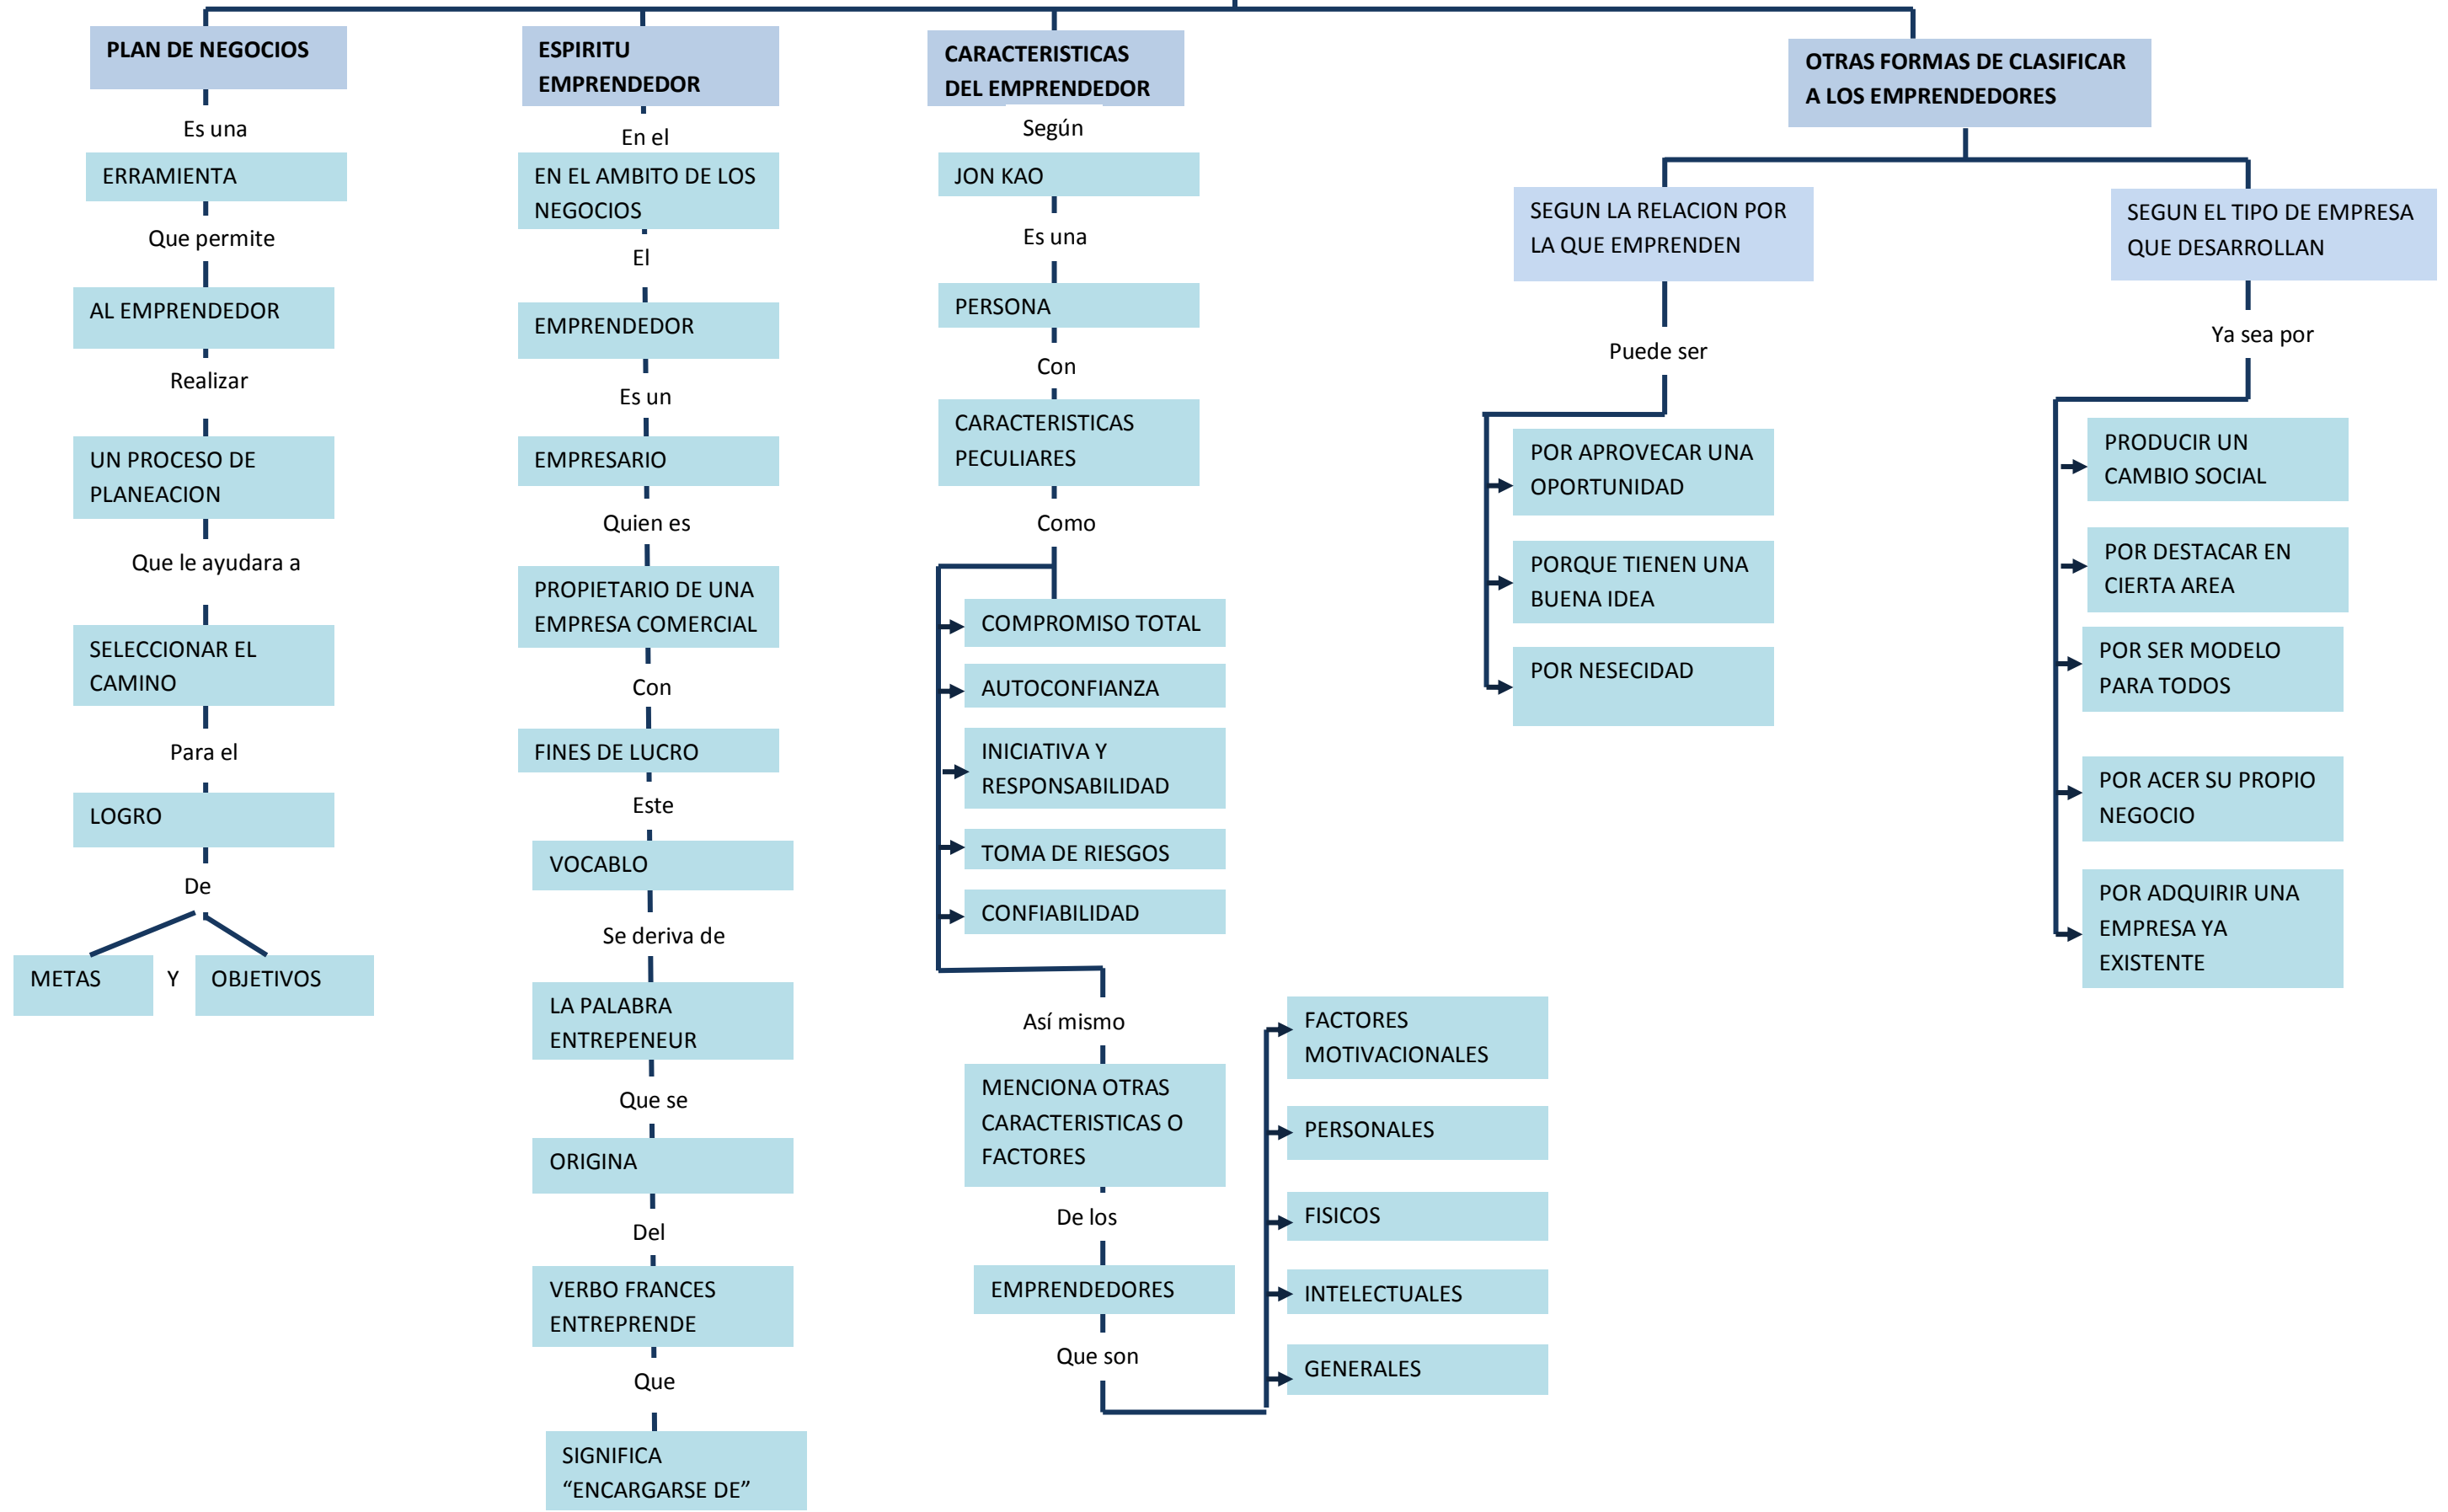 PLAN DE NEGOCIOS
Es una
ERRAMIENTA
Que permite
AL EMPRENDEDOR
Realizar
UN PROCESO DE
PLANEACION
Que le ayudara a
SELECCIONAR EL
CAMINO
Para el
LOGRO
De
METAS
Y
OBJETIVOS
ESPIRITU
EMPRENDEDOR
En el
EN EL AMBITO DE LOS
NEGOCIOS
El
EMPRENDEDOR
Es un
EMPRESARIO
Quien es
PROPIETARIO DE UNA
EMPRESA COMERCIAL
Con
FINES DE LUCRO
Este
VOCABLO
Se deriva de
LA PALABRA
ENTREPENEUR
Que se
ORIGINA
Del
VERBO FRANCES
ENTREPRENDE
Que
SIGNIFICA
“ENCARGARSE DE”
CARACTERISTICAS
DEL EMPRENDEDOR
Según
JON KAO
Es una
PERSONA
Con
CARACTERISTICAS
PECULIARES
Como
COMPROMISO TOTAL
AUTOCONFIANZA
INICIATIVA Y
RESPONSABILIDAD
TOMA DE RIESGOS
CONFIABILIDAD
Así mismo
MENCIONA OTRAS
CARACTERISTICAS O
FACTORES
De los
EMPRENDEDORES
Que son
FACTORES
MOTIVACIONALES
PERSONALES
FISICOS
INTELECTUALES
GENERALES
OTRAS FORMAS DE CLASIFICAR
A LOS EMPRENDEDORES
SEGUN LA RELACION POR
LA QUE EMPRENDEN
Puede ser
POR APROVECAR UNA
OPORTUNIDAD
PORQUE TIENEN UNA
BUENA IDEA
POR NESECIDAD
SEGUN EL TIPO DE EMPRESA
QUE DESARROLLAN
Ya sea por
PRODUCIR UN
CAMBIO SOCIAL
POR DESTACAR EN
CIERTA AREA
POR SER MODELO
PARA TODOS
POR ACER SU PROPIO
NEGOCIO
POR ADQUIRIR UNA
EMPRESA YA
EXISTENTE